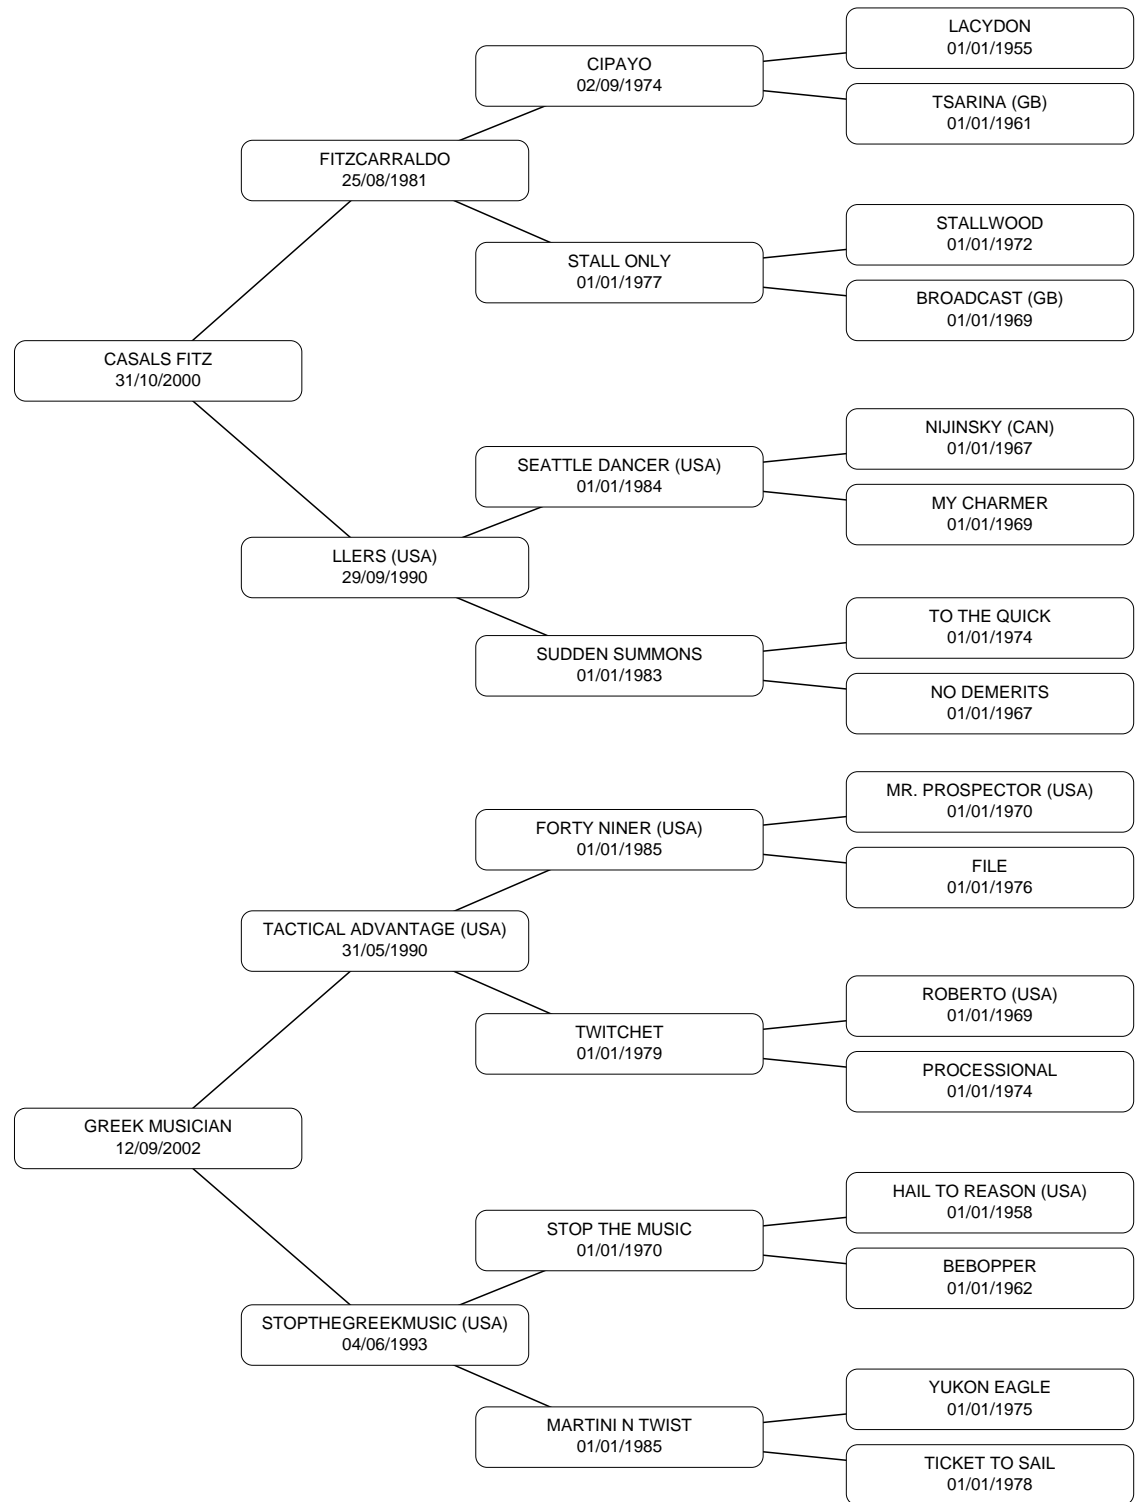 LACYDON
01/01/1955
CIPAYO
02/09/1974
TSARINA (GB)
01/01/1961
FITZCARRALDO
25/08/1981
STALLWOOD
01/01/1972
STALL ONLY
01/01/1977
BROADCAST (GB)
01/01/1969
CASALS FITZ
31/10/2000
NIJINSKY (CAN)
01/01/1967
SEATTLE DANCER (USA)
01/01/1984
MY CHARMER
01/01/1969
LLERS (USA)
29/09/1990
TO THE QUICK
01/01/1974
SUDDEN SUMMONS
01/01/1983
NO DEMERITS
01/01/1967
MR. PROSPECTOR (USA)
01/01/1970
FORTY NINER (USA)
01/01/1985
FILE
01/01/1976
TACTICAL ADVANTAGE (USA)
31/05/1990
ROBERTO (USA)
01/01/1969
TWITCHET
01/01/1979
PROCESSIONAL
01/01/1974
GREEK MUSICIAN
12/09/2002
HAIL TO REASON (USA)
01/01/1958
STOP THE MUSIC
01/01/1970
BEBOPPER
01/01/1962
STOPTHEGREEKMUSIC (USA)
04/06/1993
YUKON EAGLE
01/01/1975
MARTINI N TWIST
01/01/1985
TICKET TO SAIL
01/01/1978